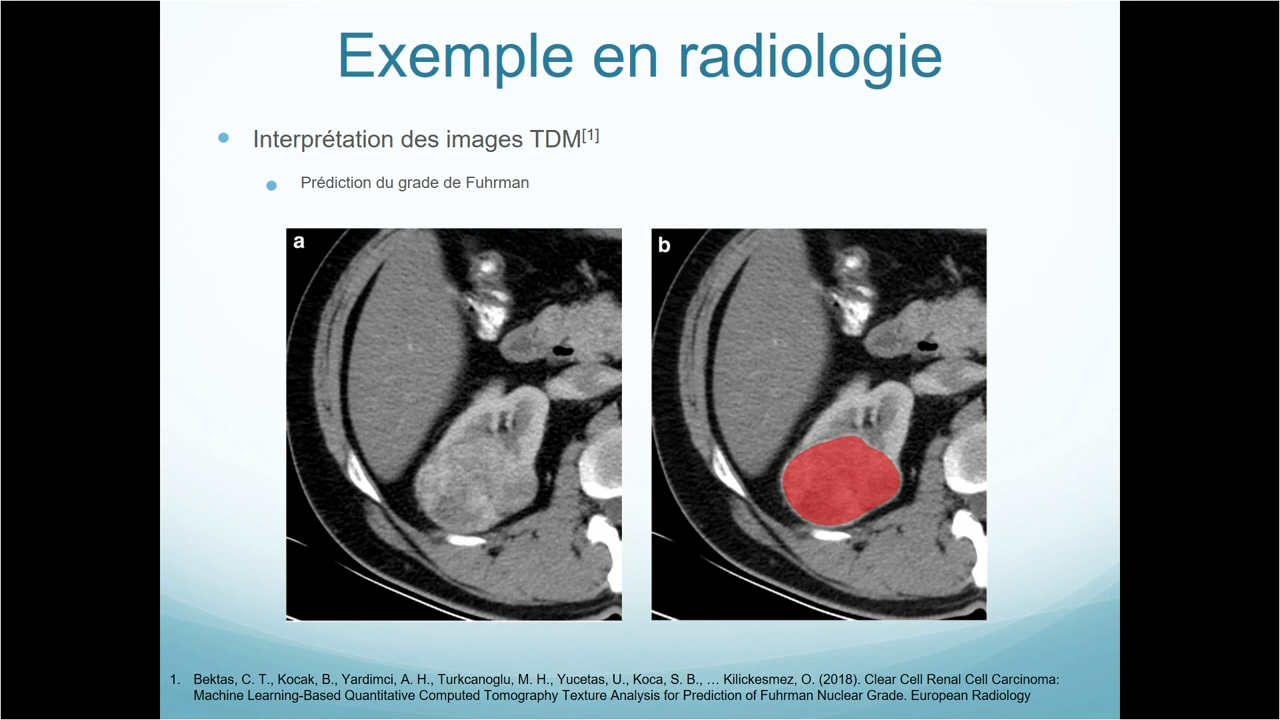 Exemple en radiologie
Interprétation des images TDM[1]
Prédiction du grade de Fuhrman
a
b
1. Bektas, C. T., Kocak, B., Yardimci, A. H., Turkcanoglu, M. H., Yucetas, U., Koca, S. B., … Kilickesmez, O. (2018). Clear Cell Renal Cell Carcinoma:
Machine Learning-Based Quantitative Computed Tomography Texture Analysis for Prediction of Fuhrman Nuclear Grade. European Radiology